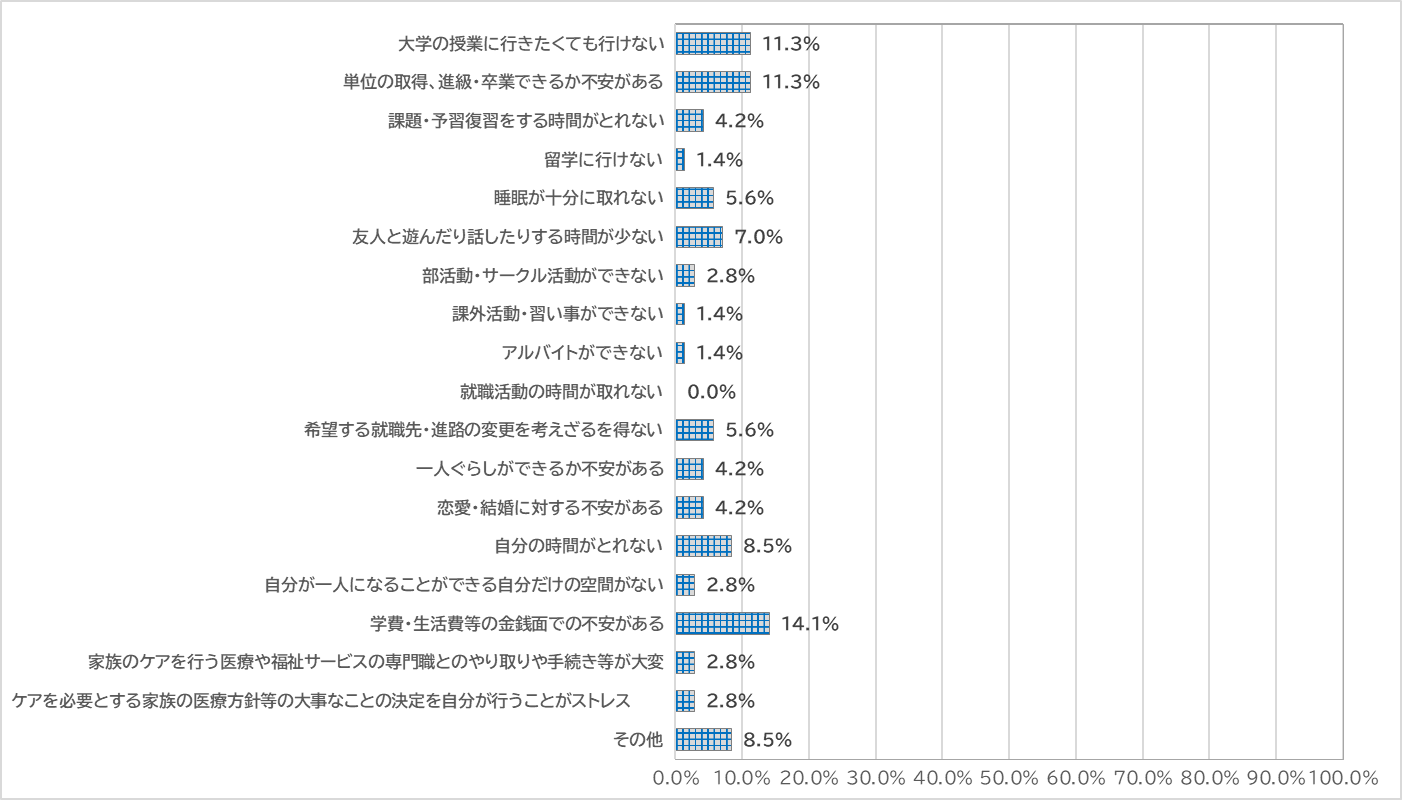 大学の授業に行きたくても行けない 11.3%
単位の取得、進級・卒業できるか不安がある 11.3%
課題・予習復習をする時間がとれない 4.2%
留学に行けない 1.4%
睡眠が十分に取れない 5.6%
友人と遊んだり話したりする時間が少ない 7.0%
部活動・サークル活動ができない 2.8%
課外活動・習い事ができない 1.4%
アルバイトができない 1.4%
就職活動の時間が取れない 0.0%
希望する就職先・進路の変更を考えざるを得ない 5.6%
一人ぐらしができるか不安がある 4.2%
恋愛・結婚に対する不安がある 4.2%
自分の時間がとれない 8.5%
自分が一人になることができる自分だけの空間がない 2.8%
学費・生活費等の金銭面での不安がある 14.1%
家族のケアを行う医療や福祉サービスの専門職とのやり取りや手続き等が大変 2.8%
ケアを必要とする家族の医療方針等の大事なことの決定を自分が行うことがストレス 2.8%
その他 8.5%
0.0% 10.0% 20.0% 30.0% 40.0% 50.0% 60.0% 70.0% 80.0% 90.0% 100.0%